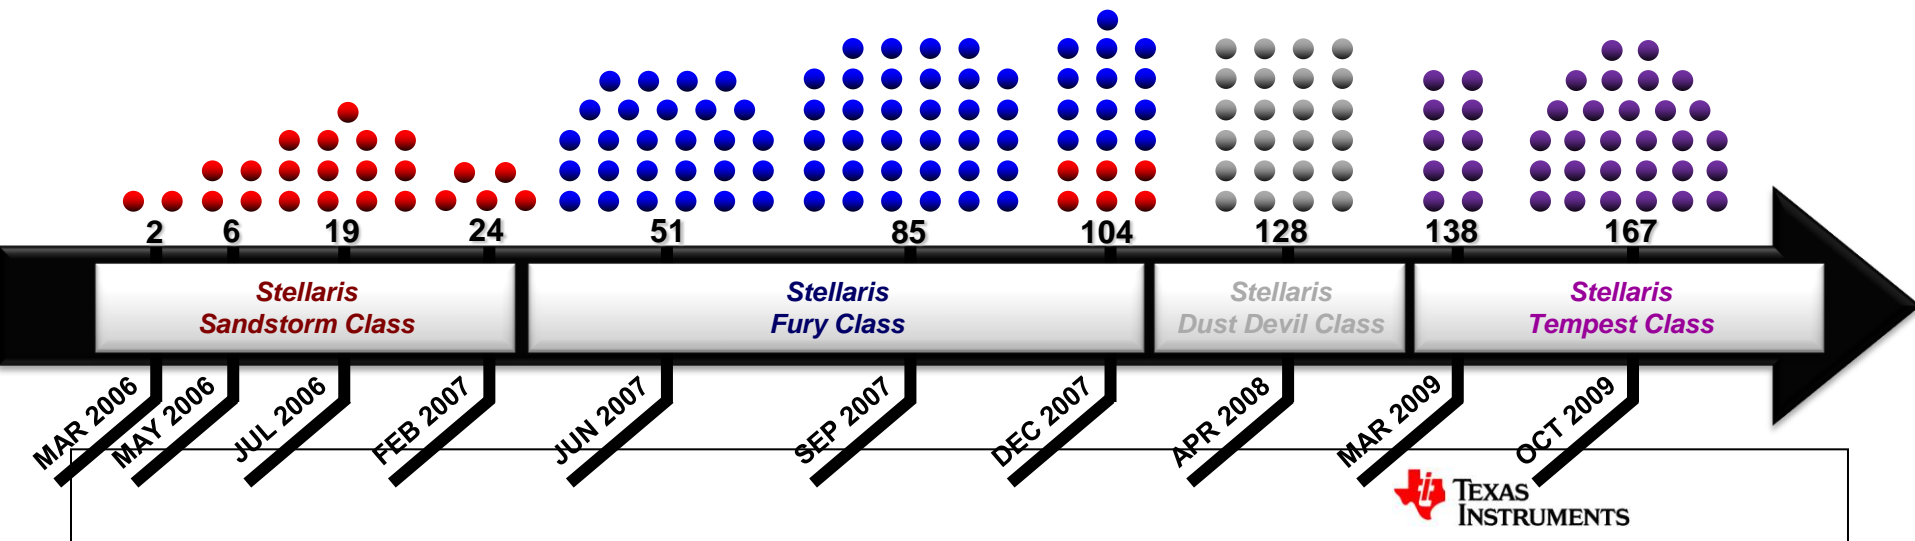 2 6 19 24 51 85 104 128 138 167
Stellaris
Sandstorm Class
Stellaris
Fury Class
Stellaris
Dust Devil Class
Stellaris
Tempest Class
MAR 2006
MAY 2006
JUL 2006
FEB 2007
JUN 2007
SEP 2007
DEC 2007
APR 2008
MAR 2009
OCT 2009
TEXAS
INSTRUMENTS